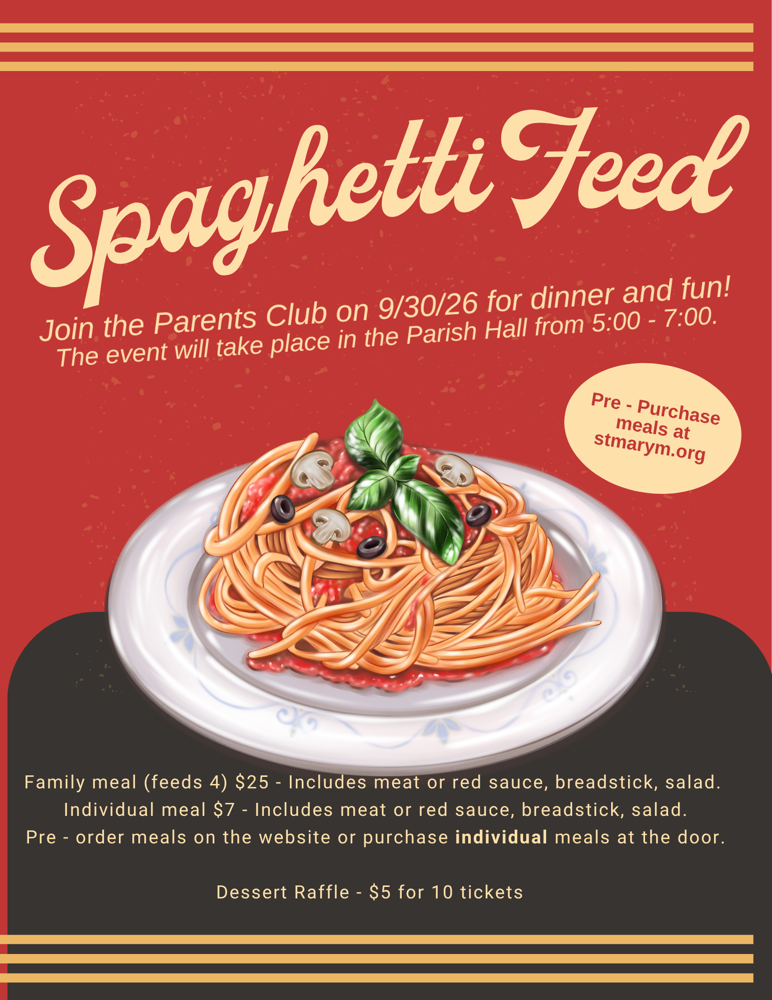 Spaghetti Feed
Join the Parents Club on 9/30/26 for dinner and fun!
The event will take place in the Parish Hall from 5:00 - 7:00.
Pre - Purchase
meals at
stmarym.org
Family meal (feeds 4) $25 - Includes meat or red sauce, breadstick, salad.
Individual meal $7 - Includes meat or red sauce, breadstick, salad.
Pre - order meals on the website or purchase individual meals at the door.
Dessert Raffle - $5 for 10 tickets